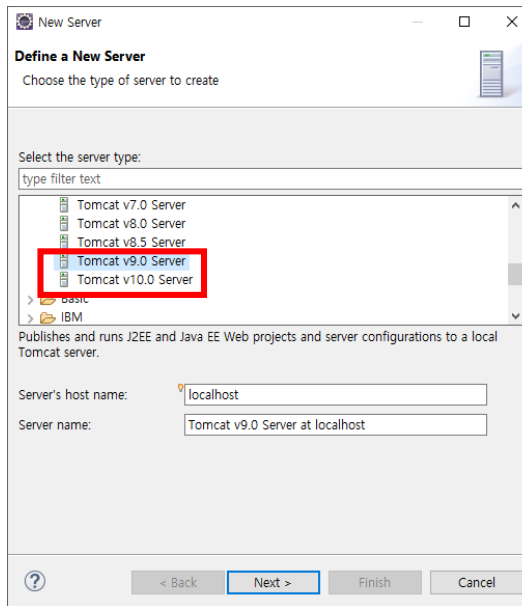 New Server
Define a New Server
Choose the type of server to create
Select the server type:
type filter text
Tomcat v7.0 Server
Tomcat v8.0 Server
Tomcat v8.5 Server
Tomcat v9.0 Server
Tomcat v10.0 Server
Basic
IBM
Publishes and runs J2EE and Java EE Web projects and server configurations to a local
Tomcat server.
Server's host name: localhost
Server name: Tomcat v9.0 Server at localhost
? < Back Next > Finish Cancel